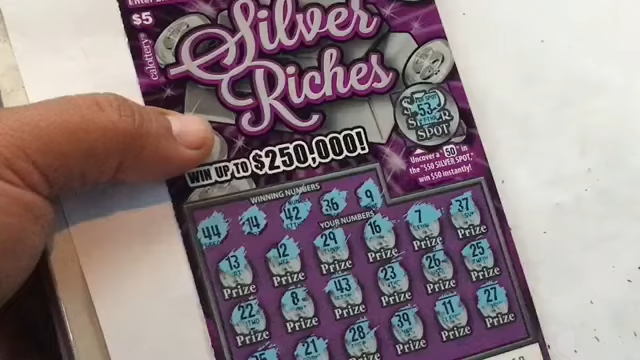 $5
calottery
Silver
Riches
53
SILVER
SPOT
WIN UP TO $250,000!
Uncover a 50 in
the "$50 SILVER SPOT,"
win $50 instantly!
WINNING NUMBERS
44 14 42 36 9
YOUR NUMBERS
13 12 29 16 7 37
Prize Prize Prize Prize Prize Prize
22 8 43 23 26 25
Prize Prize Prize Prize Prize Prize
21 28 39 11 27
Prize Prize